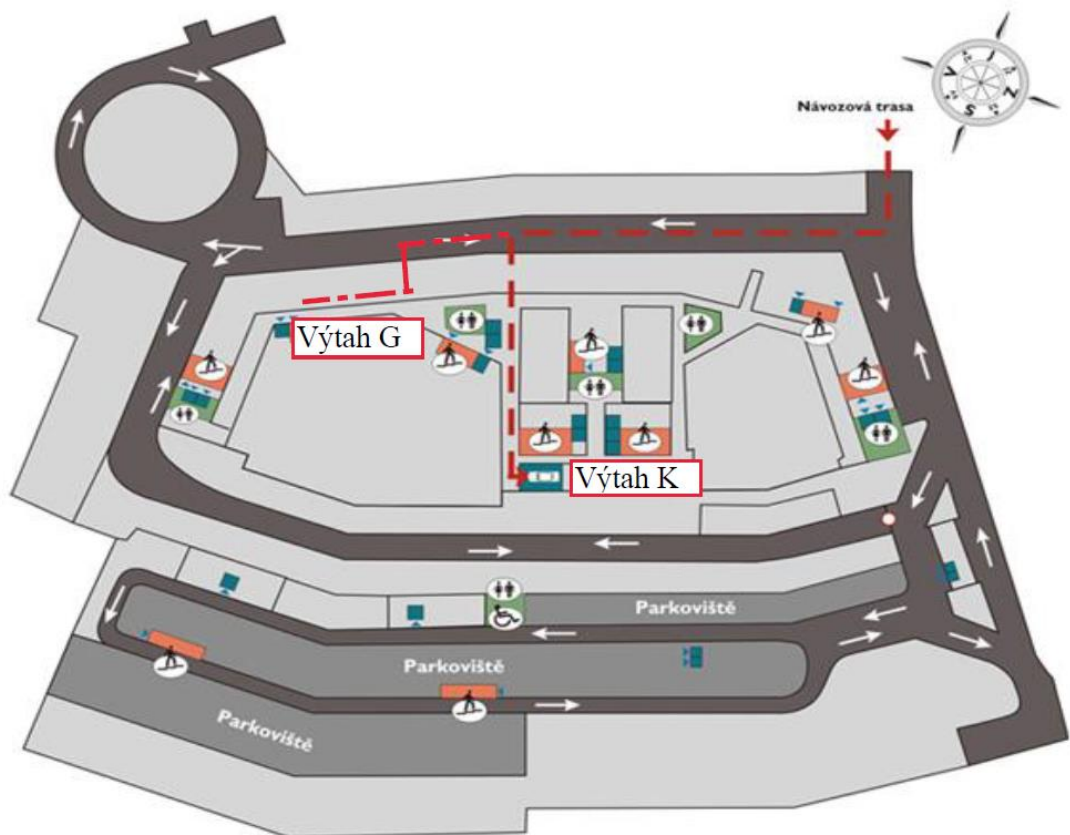 Návozová trasa
V
Z
S
J
Výtah G
Výtah K
Parkoviště
Parkoviště
Parkoviště